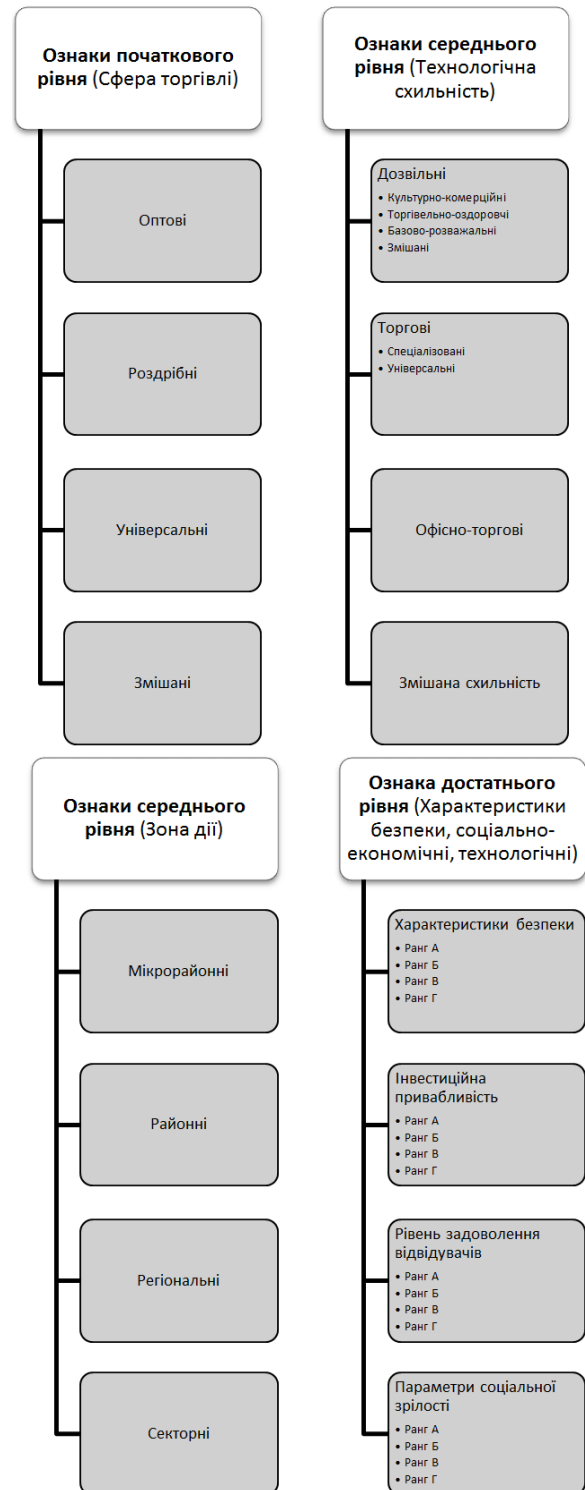 Ознаки початкового
рівня (Сфера торгівлі)
Оптові
Роздрібні
Універсальні
Змішані
Ознаки середнього
рівня (Технологічна
схильність)
Дозвільні
• Культурно-комерційні
• Торгівельно-оздоровчі
• Базово-розважальні
• Змішані
Торгові
• Спеціалізовані
• Універсальні
Офісно-торгові
Змішана схильність
Ознаки середнього
рівня (Зона дії)
Мікрорайонні
Районні
Регіональні
Секторні
Ознака достатнього
рівня (Характеристики
безпеки, соціально-
економічні, технологічні)
Характеристики безпеки
• Ранг А
• Ранг Б
• Ранг В
• Ранг Г
Інвестиційна
привабливість
• Ранг А
• Ранг Б
• Ранг В
• Ранг Г
Рівень задоволення
відвідувачів
• Ранг А
• Ранг Б
• Ранг В
• Ранг Г
Параметри соціальної
зрілості
• Ранг А
• Ранг Б
• Ранг В
• Ранг Г